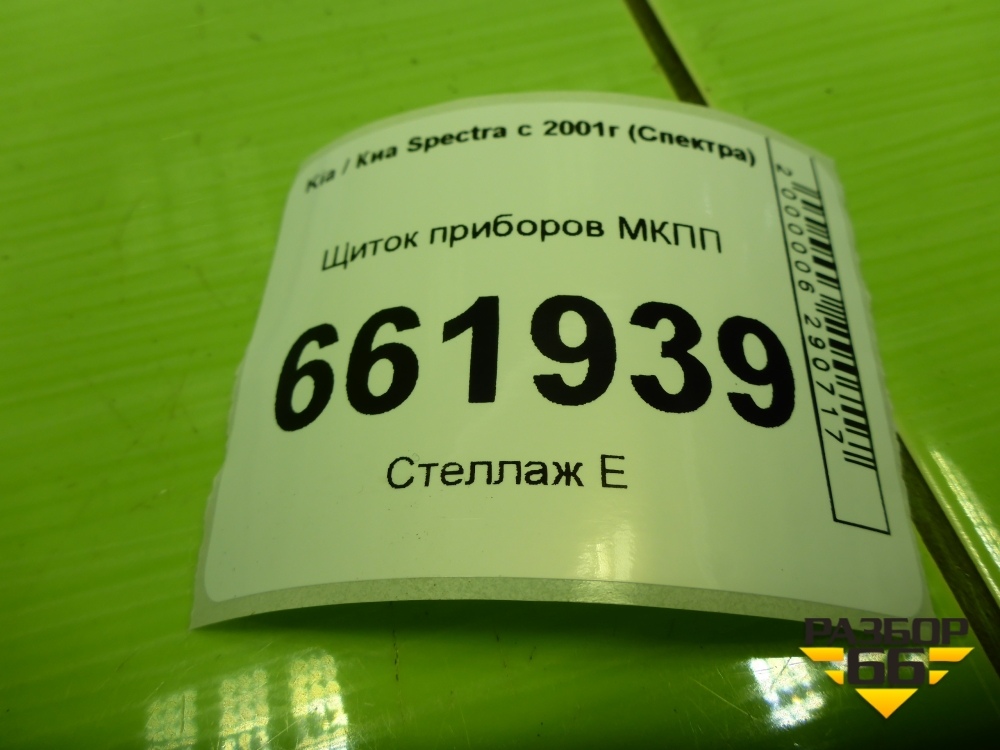 Kia / Киа Spectra с 2001г (Спектра)
Щиток приборов МКПП
661939
Стеллаж Е
2000006290717
РАЗБОР
66